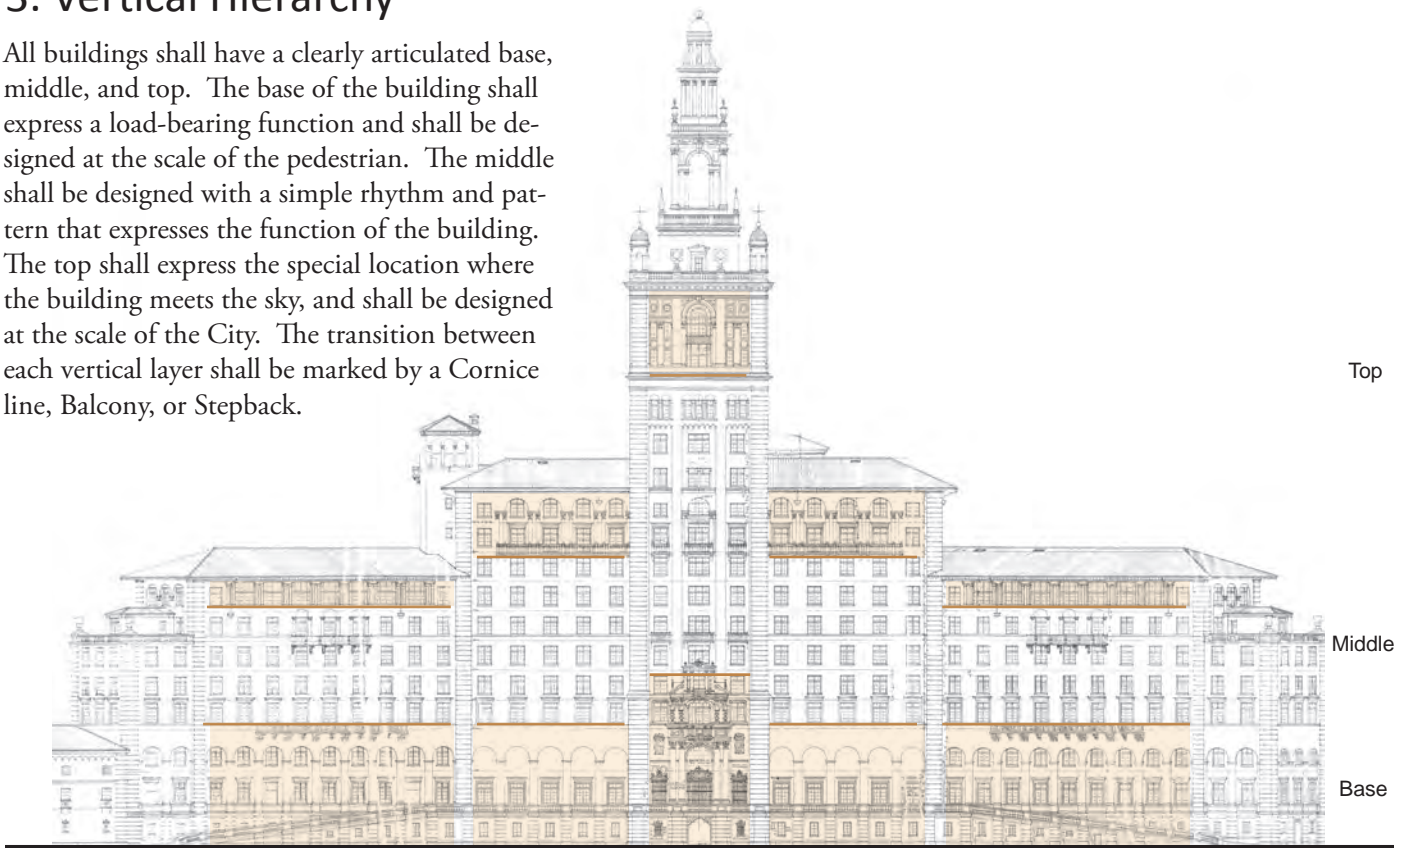 3. Vertical Hierarchy
All buildings shall have a clearly articulated base,
middle, and top.  The base of the building shall
express a load-bearing function and shall be de-
signed at the scale of the pedestrian.  The middle
shall be designed with a simple rhythm and pat-
tern that expresses the function of the building.
The top shall express the special location where
the building meets the sky, and shall be designed
at the scale of the City.  The transition between
each vertical layer shall be marked by a Cornice
line, Balcony, or Stepback.
Top
Middle
Base